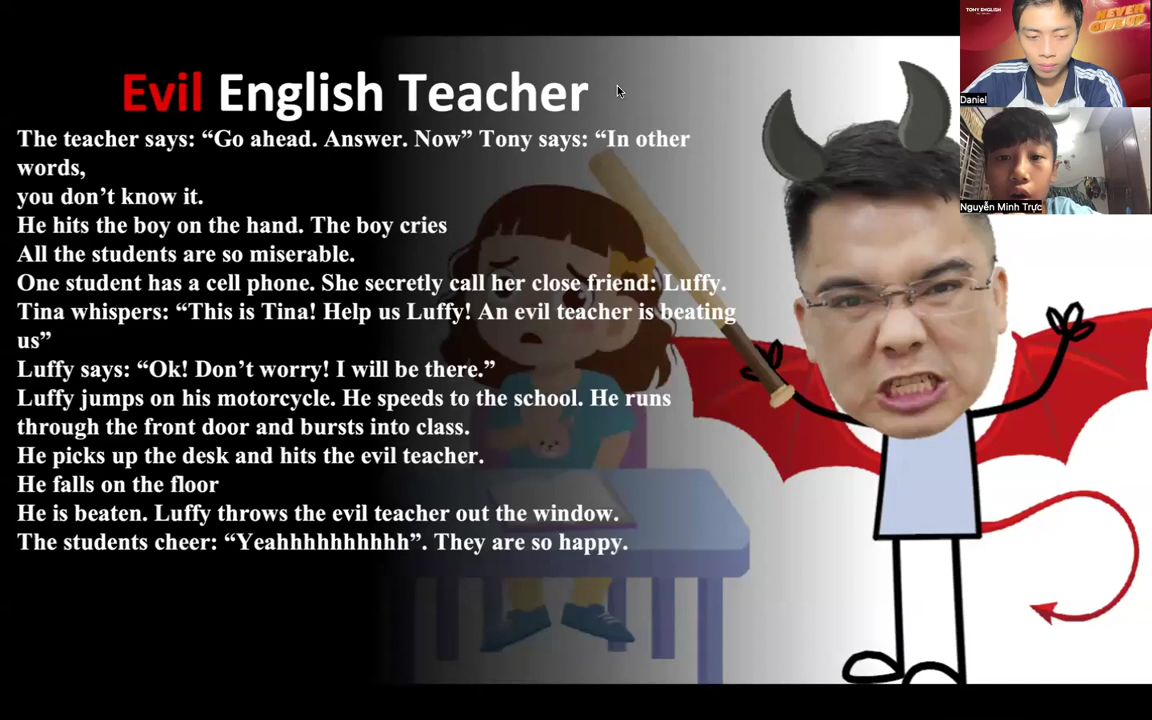 Evil English Teacher
The teacher says: “Go ahead. Answer. Now” Tony says: “In other
words,
you don’t know it.
He hits the boy on the hand. The boy cries
All the students are so miserable.
One student has a cell phone. She secretly call her close friend: Luffy.
Tina whispers: “This is Tina! Help us Luffy! An evil teacher is beating
us”
Luffy says: “Ok! Don’t worry! I will be there.”
Luffy jumps on his motorcycle. He speeds to the school. He runs
through the front door and bursts into class.
He picks up the desk and hits the evil teacher.
He falls on the floor
He is beaten. Luffy throws the evil teacher out the window.
The students cheer: “Yeahhhhhhhhhh”. They are so happy.
TONY ENGLISH
NEVER
GIVE UP
Daniel
Nguyễn Minh Trực